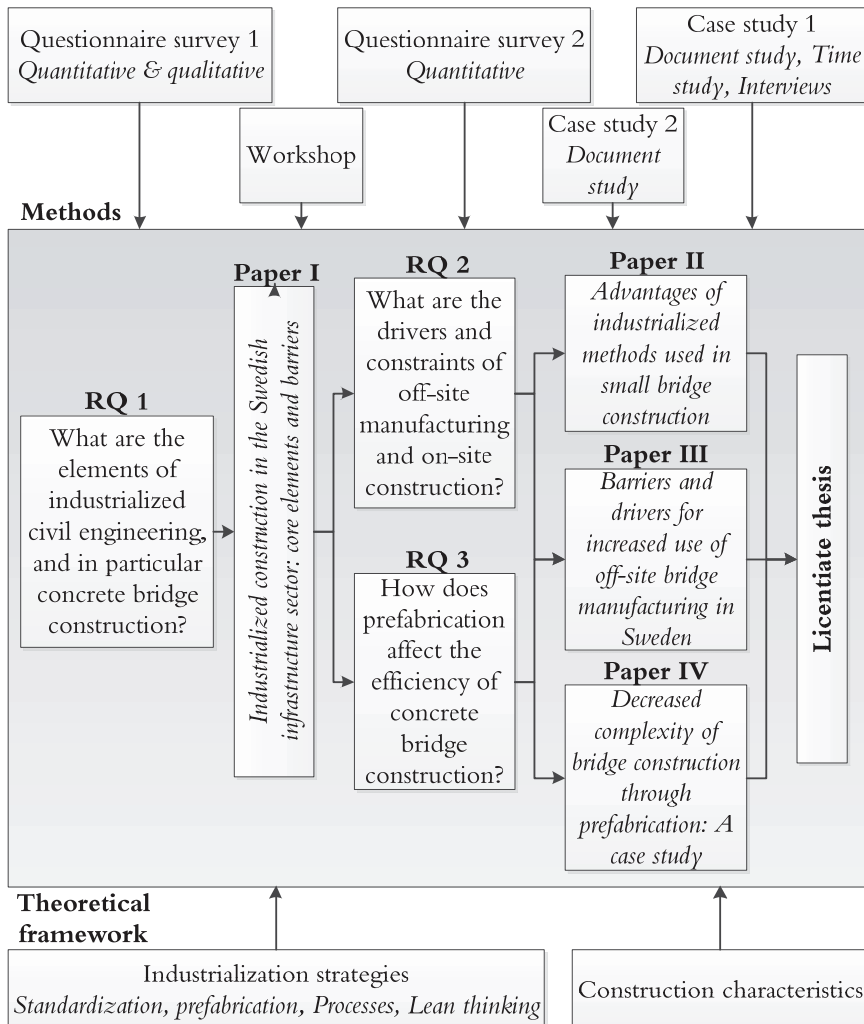 Questionnaire survey 1
Quantitative & qualitative
Questionnaire survey 2
Quantitative
Case study 1
Document study, Time
study, Interviews
Workshop
Case study 2
Document
study
Methods
RQ 1
What are the
elements of
industrialized
civil engineering,
and in particular
concrete bridge
construction?
Paper I
Industrialized construction in the Swedish
infrastructure sector: core elements and barriers
RQ 2
What are the
drivers and
constraints of
off-site
manufacturing
and on-site
construction?
RQ 3
How does
prefabrication
affect the
efficiency of
concrete
bridge
construction?
Paper II
Advantages of
industrialized
methods used in
small bridge
construction
Paper III
Barriers and
drivers for
increased use of
off-site bridge
manufacturing in
Sweden
Paper IV
Decreased
complexity of
bridge construction
through
prefabrication: A
case study
Licentiate thesis
Theoretical
framework
Industrialization strategies
Standardization, prefabrication, Processes, Lean thinking
Construction characteristics